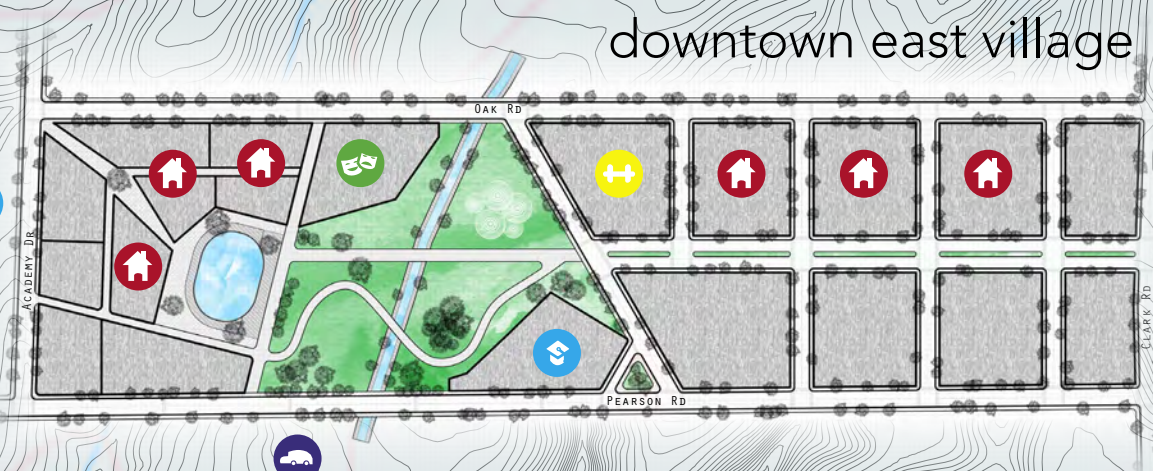 downtown east village
OAK RD
ACADEMY DR
CLARK RD
PEARSON RD